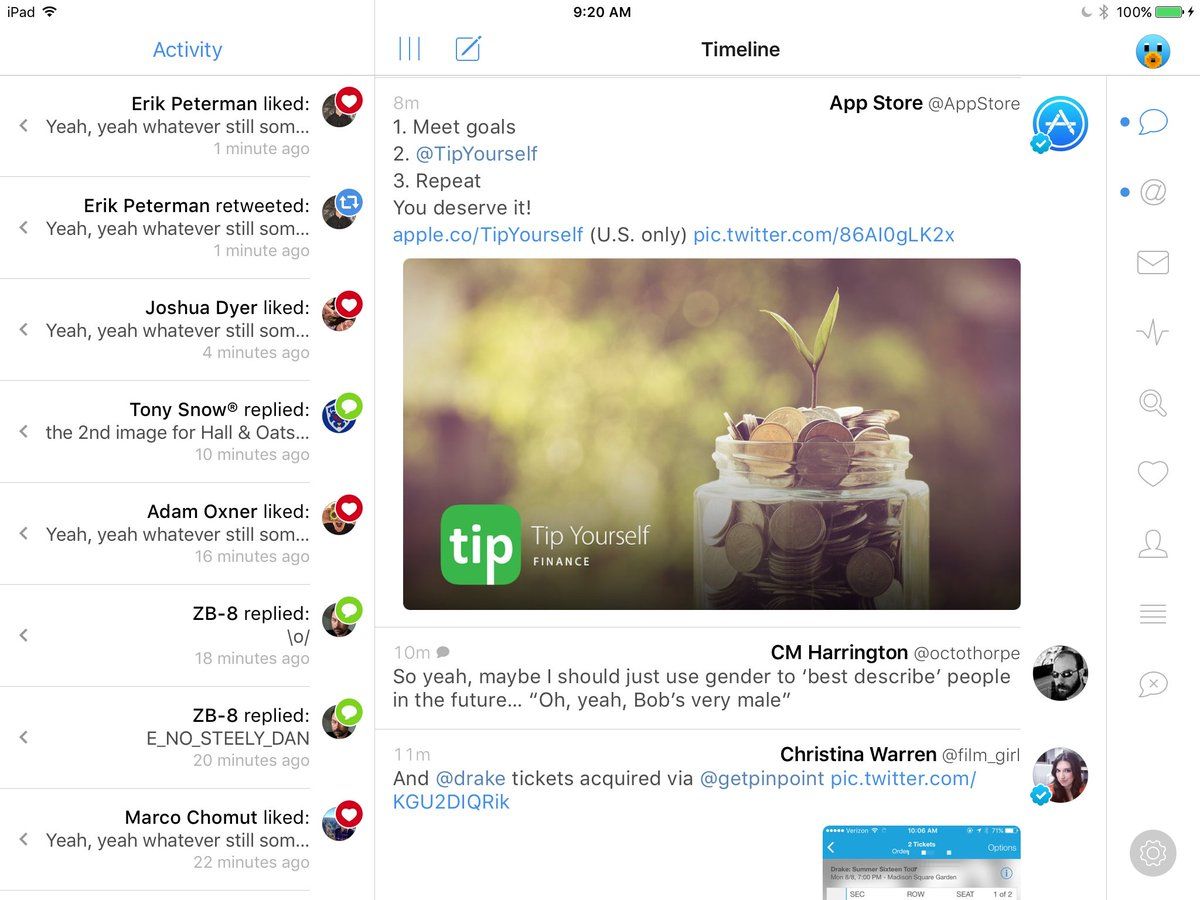 iPad
9:20 AM
100%
Activity
Timeline
Erik Peterman liked:
Yeah, yeah whatever still som...
1 minute ago
Erik Peterman retweeted:
Yeah, yeah whatever still som...
1 minute ago
Joshua Dyer liked:
Yeah, yeah whatever still som...
4 minutes ago
Tony Snow® replied:
the 2nd image for Hall & Oats...
10 minutes ago
Adam Oxner liked:
Yeah, yeah whatever still som...
16 minutes ago
ZB-8 replied:
\o/
18 minutes ago
ZB-8 replied:
E_NO_STEELY_DAN
20 minutes ago
Marco Chomut liked:
Yeah, yeah whatever still som...
22 minutes ago
8m
App Store @AppStore
1. Meet goals
2. @TipYourself
3. Repeat
You deserve it!
apple.co/TipYourself (U.S. only) pic.twitter.com/86AI0gLK2x
tip
Tip Yourself
FINANCE
10m
CM Harrington @octothorpe
So yeah, maybe I should just use gender to ‘best describe’ people
in the future… “Oh, yeah, Bob’s very male”
11m
Christina Warren @film_girl
And @drake tickets acquired via @getpinpoint pic.twitter.com/
KGU2DIQRik
Verizon
10:06 AM
71%
2 Tickets
Order
Options
Drake: Summer Sixteen Tour
Mon 8/8, 7:00 PM - Madison Square Garden
SEC ROW SEAT 1 of 2